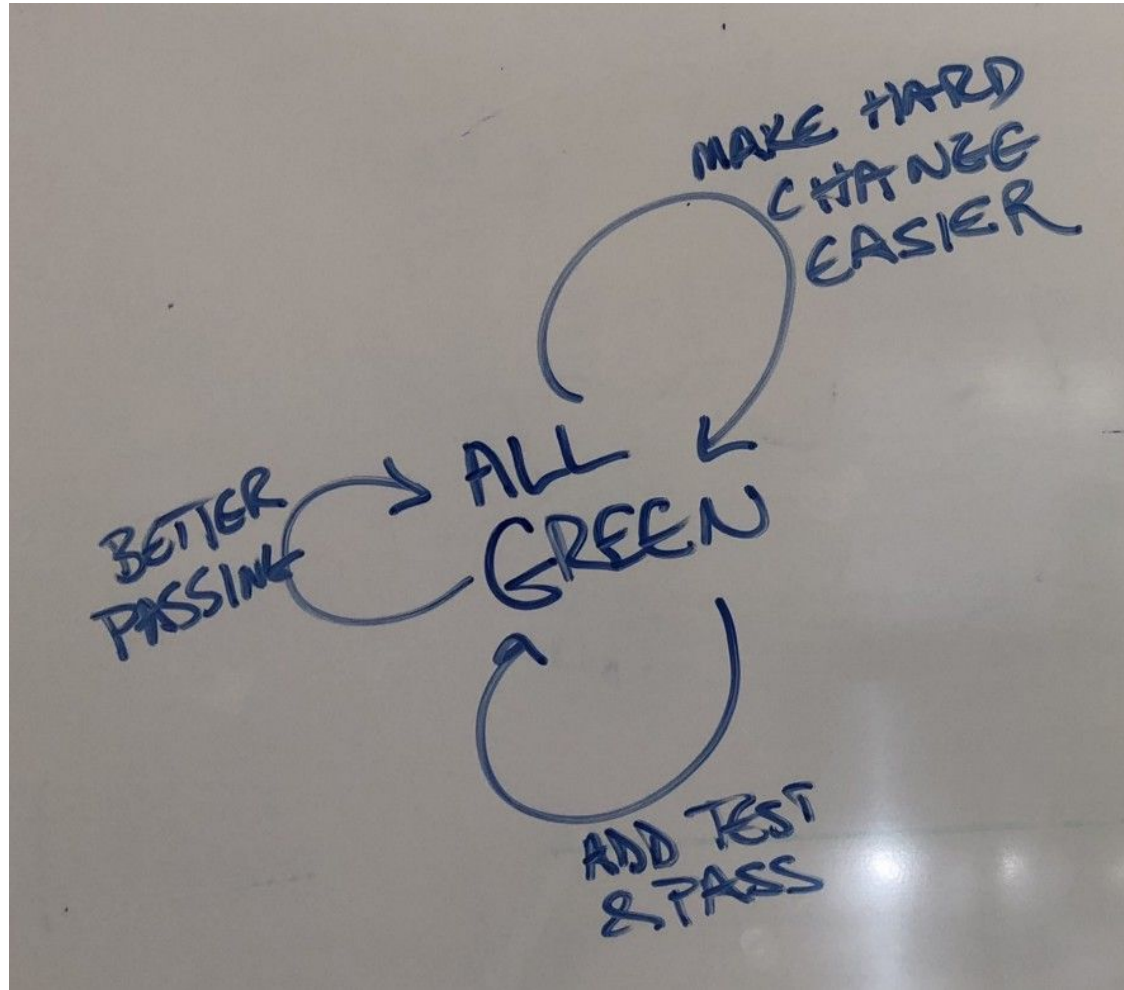 MAKE HARD
CHANGE
EASIER
ALL
GREEN
BETTER
PASSING
ADD TEST
& PASS